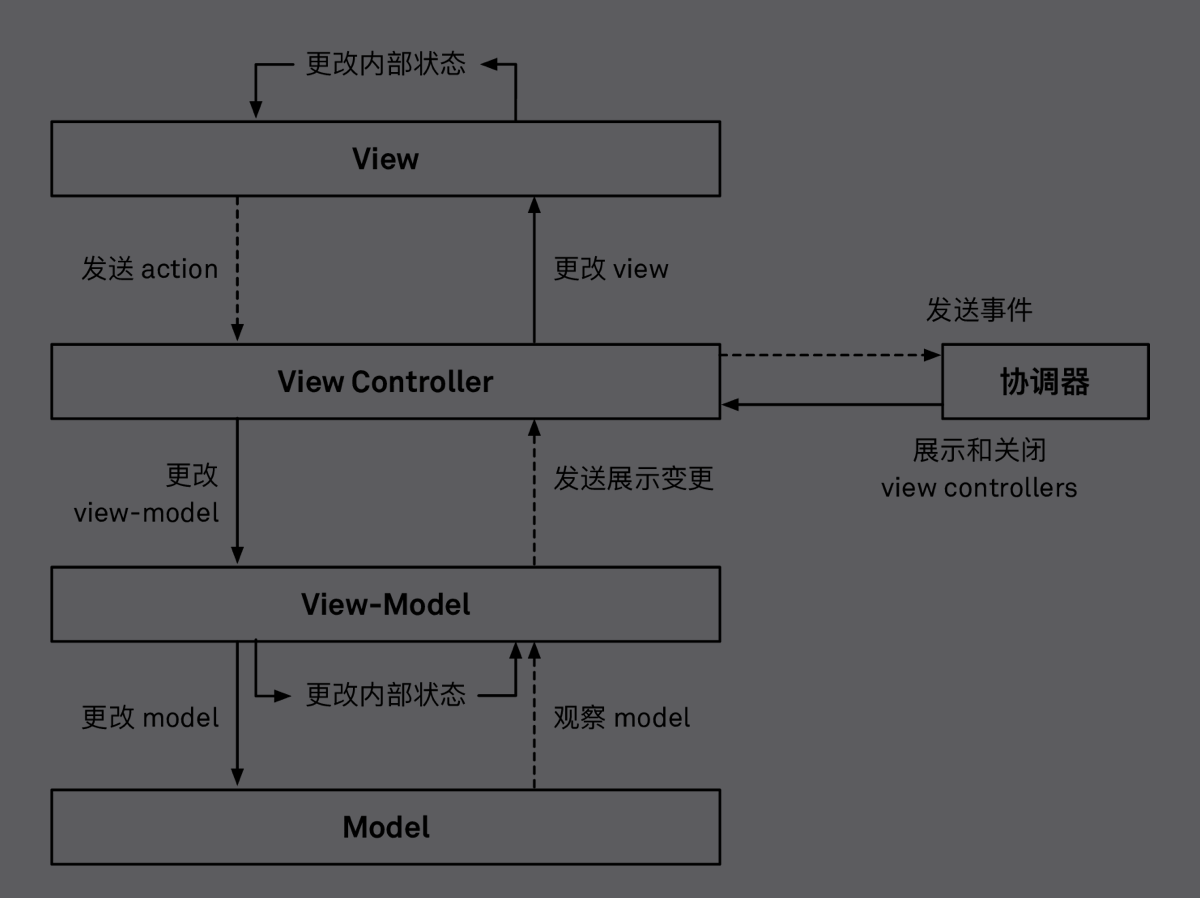 更改内部状态
View
发送 action
更改 view
发送事件
View Controller
协调器
展示和关闭
view controllers
更改
view-model
发送展示变更
View-Model
更改内部状态
更改 model
观察 model
Model